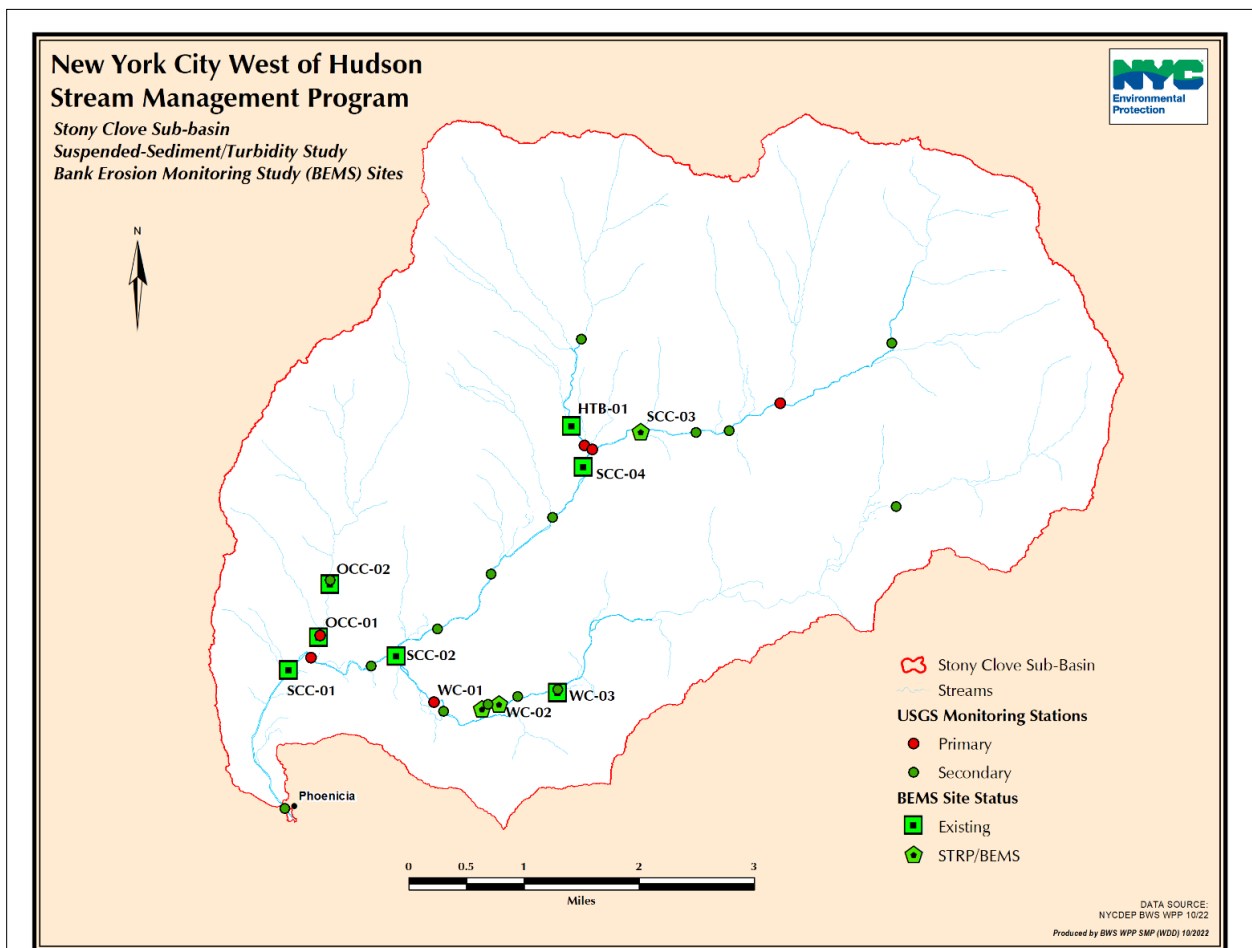 New York City West of Hudson
Stream Management Program
Stony Clove Sub-basin
Suspended-Sediment/Turbidity Study
Bank Erosion Monitoring Study (BEMS) Sites
NYC
Environmental
Protection
N
HTB-01
SCC-03
SCC-04
OCC-02
OCC-01
SCC-02
SCC-01
WC-01
WC-03
WC-02
Phoenicia
Stony Clove Sub-Basin
Streams
USGS Monitoring Stations
Primary
Secondary
BEMS Site Status
Existing
STRP/BEMS
0 0.5 1 2 3
Miles
DATA SOURCE:
NYCDEP BWS WPP 10/22
Produced by BWS WPP SMP (WDD) 10/2022